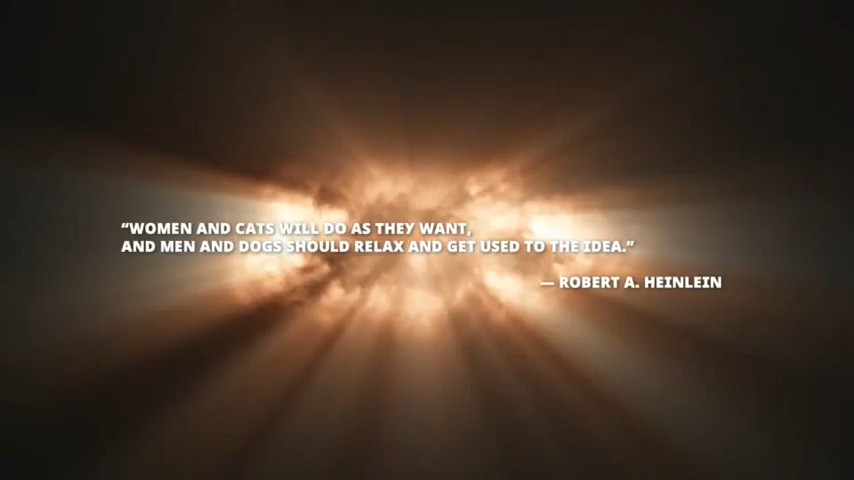 “WOMEN AND CATS WILL DO AS THEY WANT,
AND MEN AND DOGS SHOULD RELAX AND GET USED TO THE IDEA.”
— ROBERT A. HEINLEIN